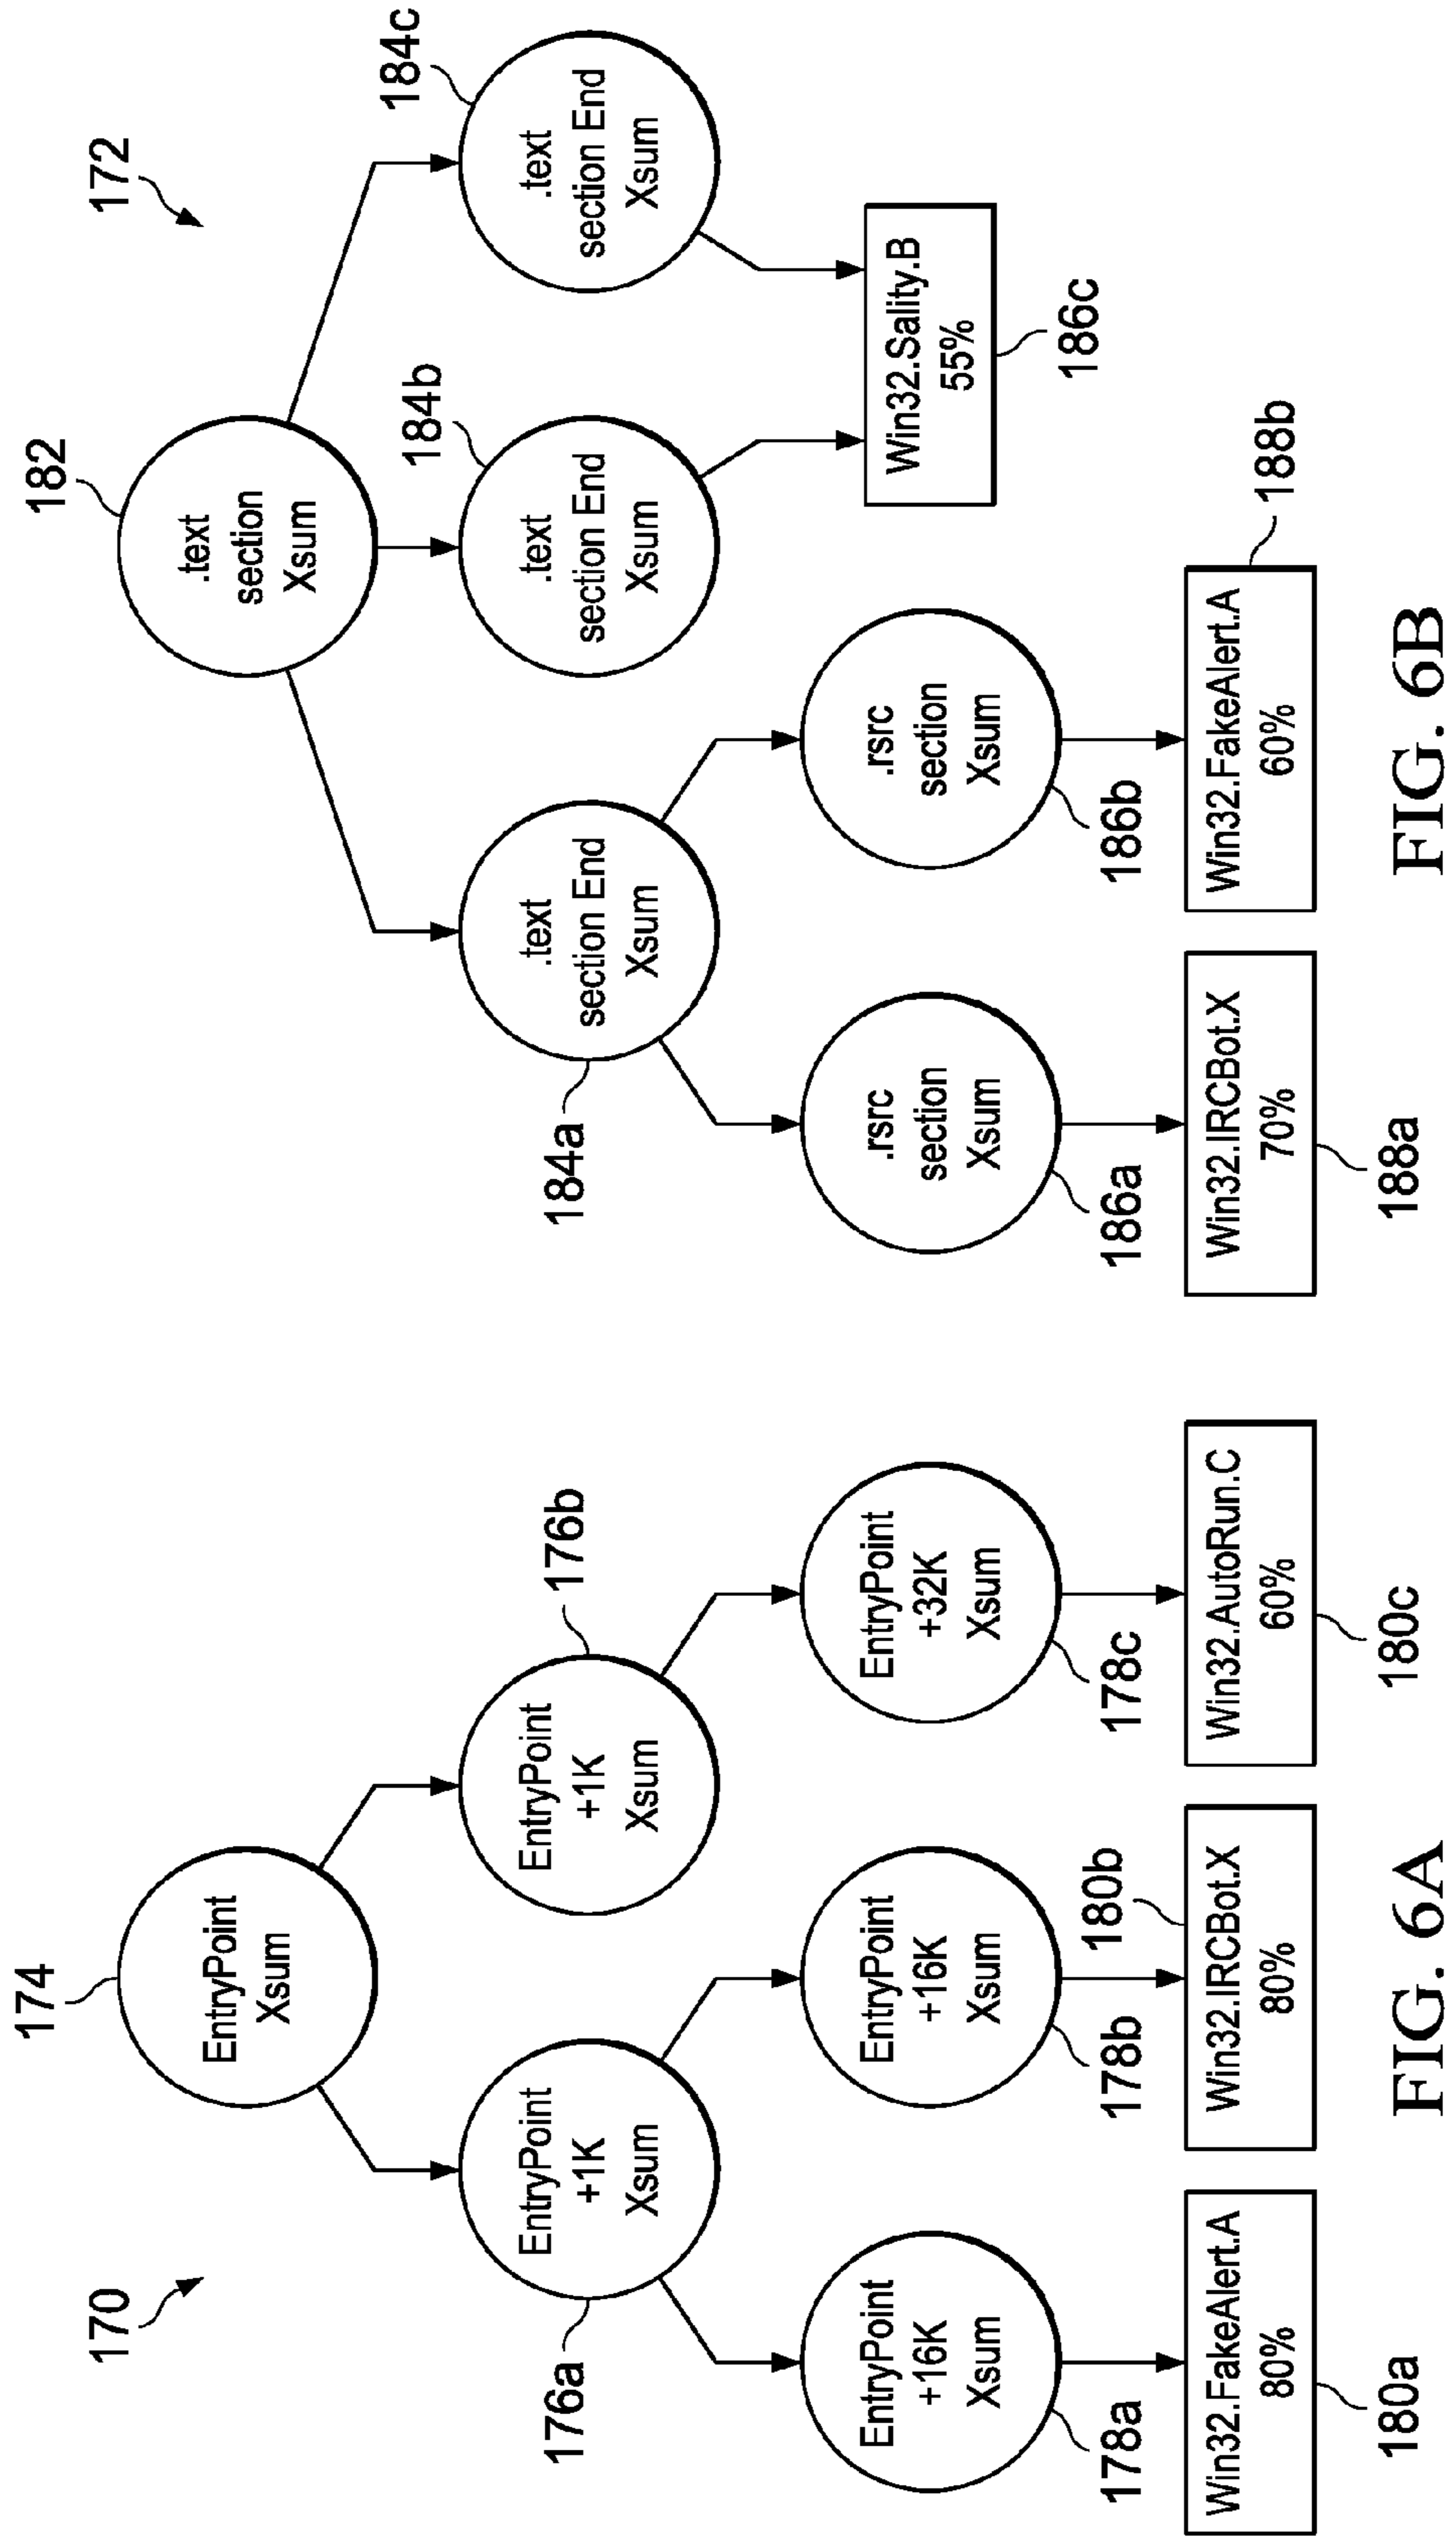 170
174
EntryPoint
Xsum
176a
EntryPoint
+1K
Xsum
176b
EntryPoint
+1K
Xsum
178a
EntryPoint
+16K
Xsum
178b
EntryPoint
+16K
Xsum
178c
EntryPoint
+32K
Xsum
180a
Win32.FakeAlert.A
80%
180b
Win32.IRCBot.X
80%
180c
Win32.AutoRun.C
60%
FIG. 6A
172
182
.text
section
Xsum
184a
.text
section End
Xsum
184b
.text
section End
Xsum
184c
.text
section End
Xsum
186a
.rsrc
section
Xsum
186b
.rsrc
section
Xsum
Win32.Sality.B
55%
186c
Win32.IRCBot.X
70%
188a
Win32.FakeAlert.A
60%
188b
FIG. 6B